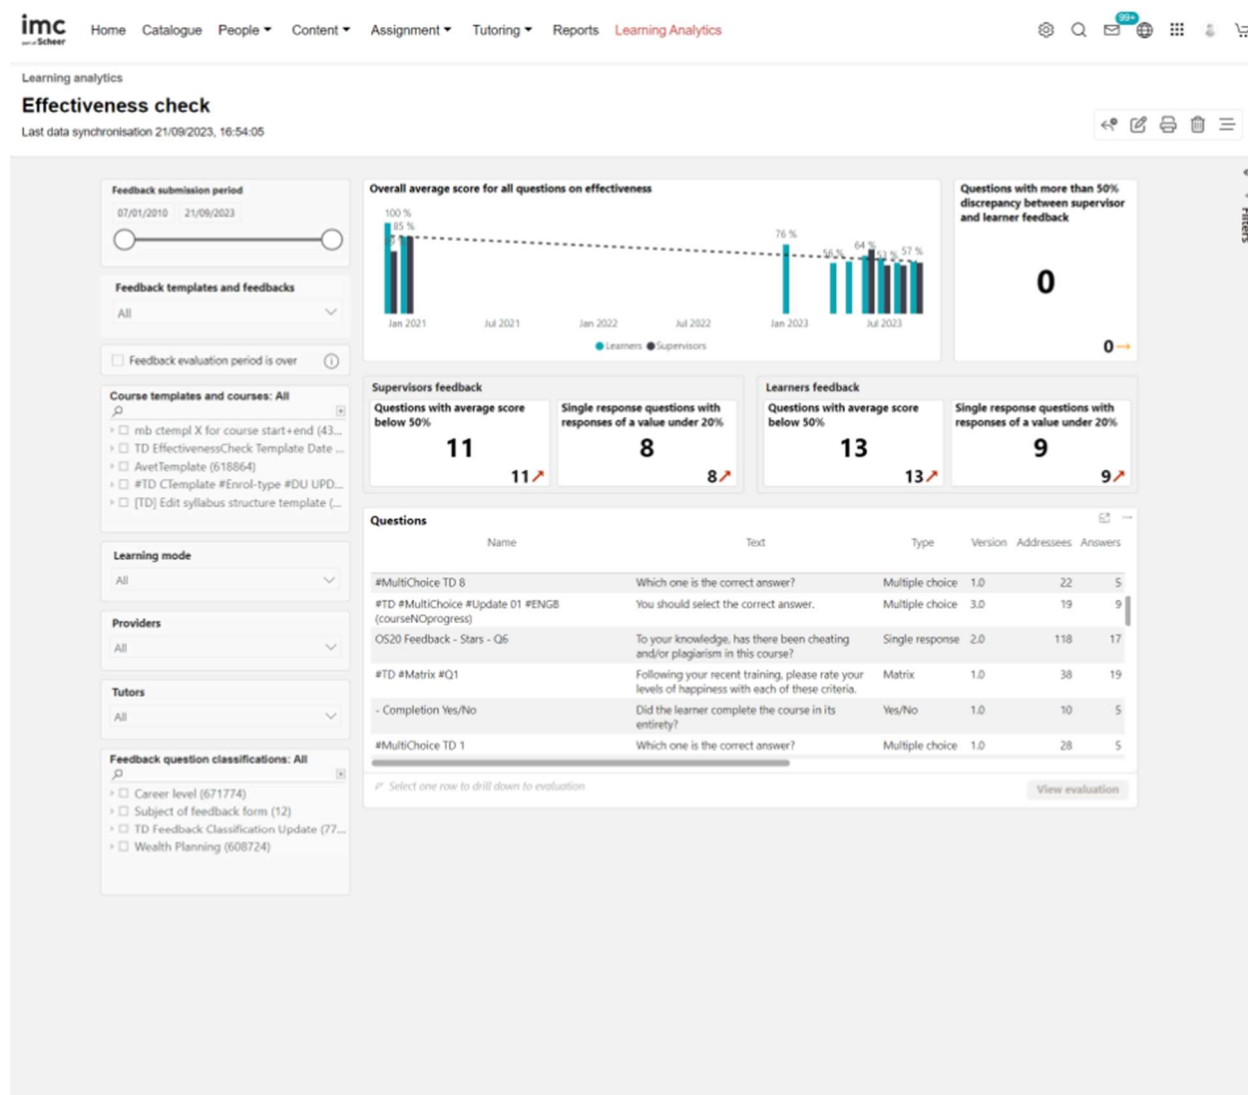 imc
part of Scheer
Home Catalogue People Content Assignment Tutoring Reports Learning Analytics
99+
Learning analytics
Effectiveness check
Last data synchronisation 21/09/2023, 16:54:05
Filters
Feedback submission period
07/01/2010 21/09/2023
Feedback templates and feedbacks
All
Feedback evaluation period is over
Course templates and courses: All
mb ctempl X for course start+end (43...
TD EffectivenessCheck Template Date ...
AvetTemplate (618864)
#TD CTemplate #Enrol-type #DU UPD...
[TD] Edit syllabus structure template (...
Learning mode
All
Providers
All
Tutors
All
Feedback question classifications: All
Career level (671774)
Subject of feedback form (12)
TD Feedback Classification Update (77...
Wealth Planning (608724)
Overall average score for all questions on effectiveness
100 %
85 %
76 %
56 %
64 %
53 %
57 %
Jan 2021 Jul 2021 Jan 2022 Jul 2022 Jan 2023 Jul 2023
Learners Supervisors
Questions with more than 50%
discrepancy between supervisor
and learner feedback
0
0
Supervisors feedback
Questions with average score
below 50%
11
11
Single response questions with
responses of a value under 20%
8
8
Learners feedback
Questions with average score
below 50%
13
13
Single response questions with
responses of a value under 20%
9
9
Questions
Name Text Type Version Addressees Answers
#MultiChoice TD 8 Which one is the correct answer? Multiple choice 1.0 22 5
#TD #MultiChoice #Update 01 #ENGB You should select the correct answer. Multiple choice 3.0 19 9
(courseNOprogress)
OS20 Feedback - Stars - Q6 To your knowledge, has there been cheating Single response 2.0 118 17
and/or plagiarism in this course?
#TD #Matrix #Q1 Following your recent training, please rate your Matrix 1.0 38 19
levels of happiness with each of these criteria.
- Completion Yes/No Did the learner complete the course in its Yes/No 1.0 10 5
entirety?
#MultiChoice TD 1 Which one is the correct answer? Multiple choice 1.0 28 5
Select one row to drill down to evaluation
View evaluation